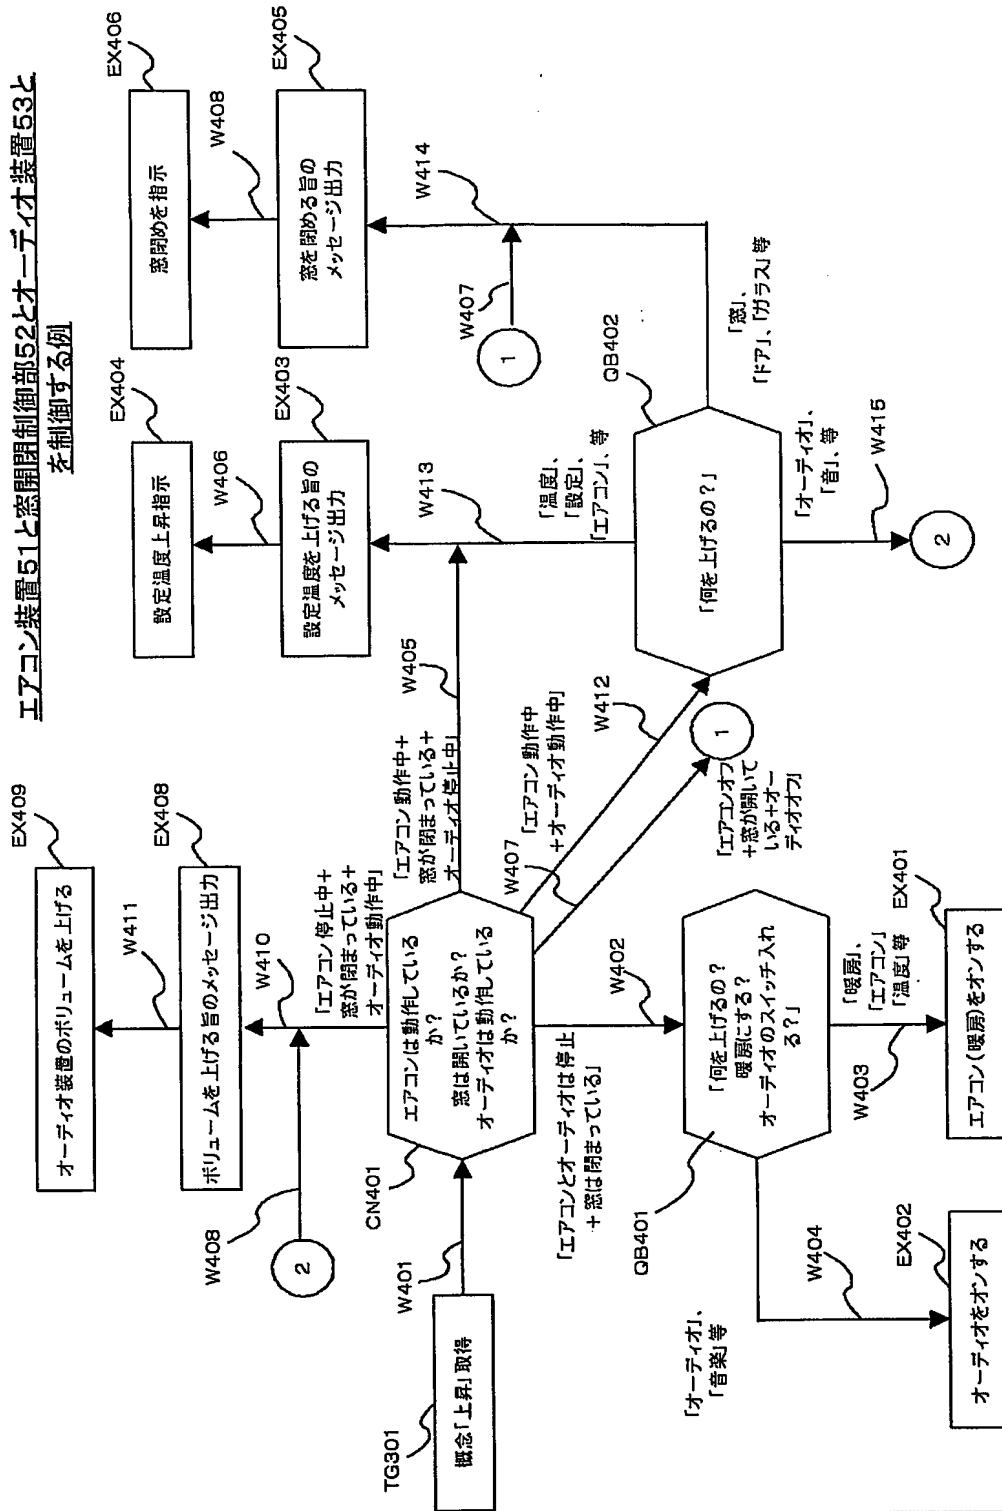 エアコン装置51と窓開閉制御部52とオーディオ装置53と
を制御する例
TG301
概念「上昇」取得
W401
CN401
エアコンは動作している
か?
窓は開いているか?
オーディオは動作している
か?
「エアコン停止中+
窓が閉まっている+
オーディオ動作中」
W410
W408
2
EX408
ボリュームを上げる旨のメッセージ出力
W411
EX409
オーディオ装置のボリュームを上げる
「エアコン動作中+
窓が閉まっている+
オーディオ停止中」
W405
EX403
設定温度を上げる旨の
メッセージ出力
W406
EX404
設定温度上昇指示
W413
「温度」、
「設定」、
「エアコン」、等
「エアコン動作中
+オーディオ動作中」
W412
W407
1
「エアコンオフ
+窓が開いて
いる+オー
ディオオフ」
QB402
「何を上げるの?」
「窓」、
「ドア」、「ガラス」等
W414
W407
1
EX405
窓を閉める旨の
メッセージ出力
W408
EX406
窓閉めを指示
「オーディオ」、
「音」、等
W415
2
「エアコンとオーディオは停止
+窓は閉まっている」
W402
QB401
「何を上げるの?
暖房にする?
オーディオのスイッチ入れ
る?」
「暖房」、
「エアコン」
「温度」等
W403
EX401
エアコン(暖房)をオンする
「オーディオ」、
「音楽」等
W404
EX402
オーディオをオンする